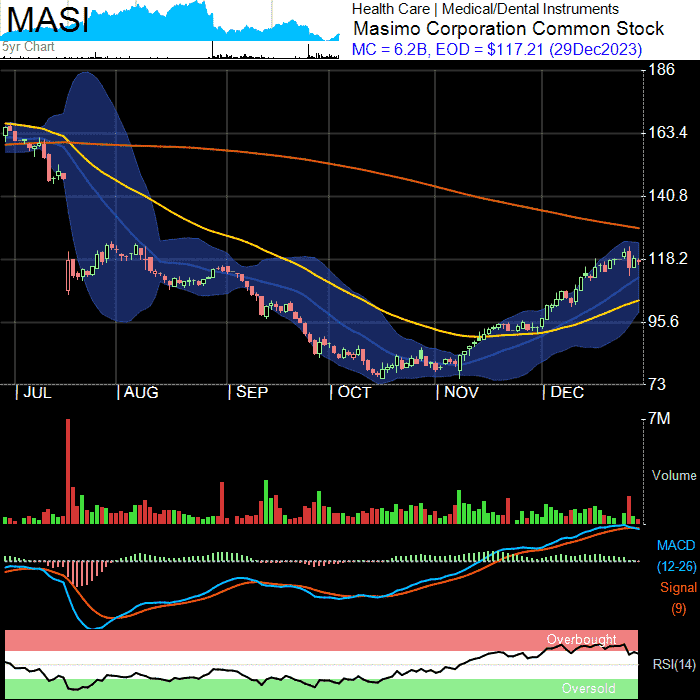 MASI
5yr Chart
Health Care | Medical/Dental Instruments
Masimo Corporation Common Stock
MC = 6.2B, EOD = $117.21 (29Dec2023)
186
163.4
140.8
118.2
95.6
73
JUL AUG SEP OCT NOV DEC
7M
Volume
MACD
(12-26)
Signal
(9)
Overbought
RSI(14)
Oversold